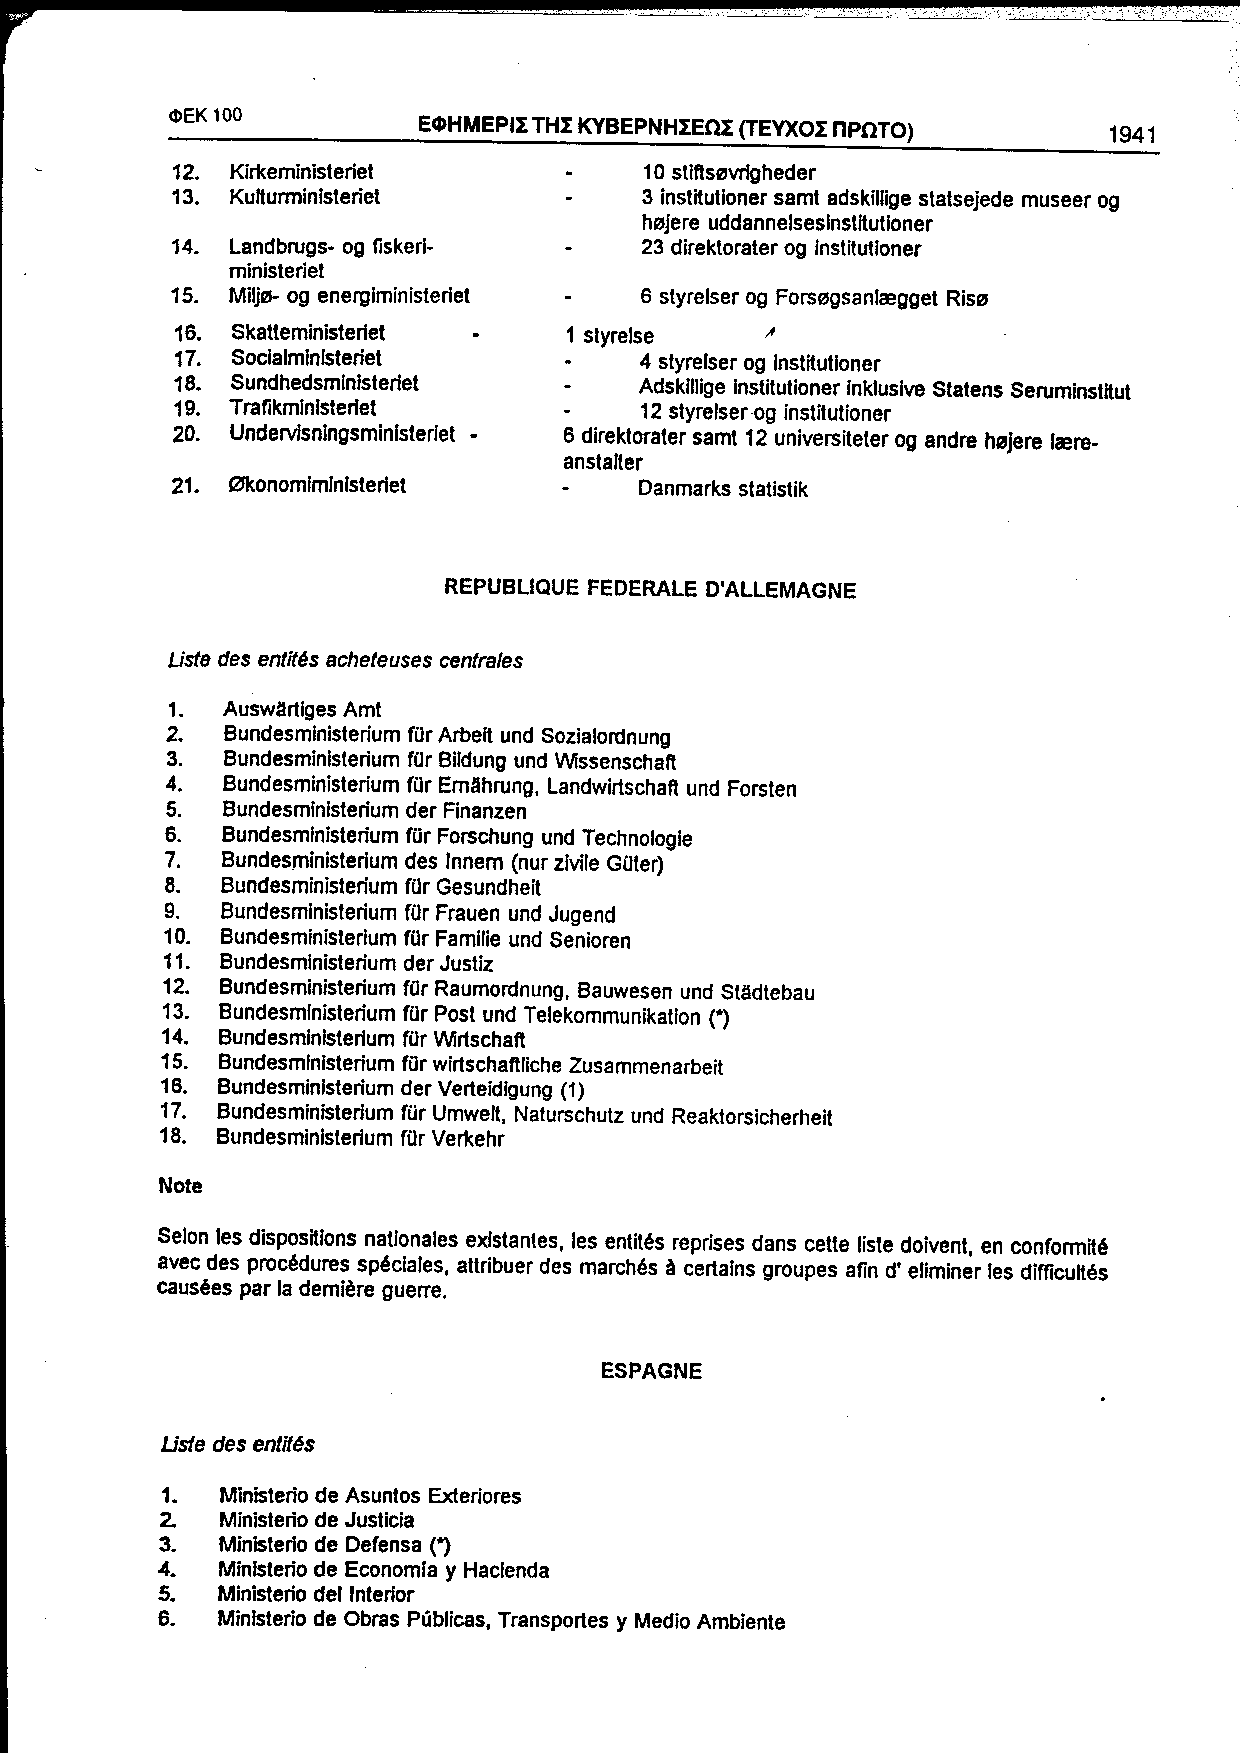 ΦΕΚ 100
ΕΦΗΜΕΡΙΣ ΤΗΣ ΚΥΒΕΡΝΗΣΕΩΣ (ΤΕΥΧΟΣ ΠΡΩΤΟ)
1941
12. Kirkeministeriet - 10 stiftsøvrigheder
13. Kulturministeriet - 3 institutioner samt adskillige statsejede museer og
højere uddannelsesinstitutioner
14. Landbrugs- og fiskeri- - 23 direktorater og institutioner
ministeriet
15. Miljø- og energiministeriet - 6 styrelser og Forsøgsanlægget Risø
16. Skatteministeriet - 1 styrelse
17. Socialministeriet - 4 styrelser og institutioner
18. Sundhedsministeriet - Adskillige institutioner inklusive Statens Seruminstitut
19. Trafikministeriet - 12 styrelser og institutioner
20. Undervisningsministeriet - 6 direktorater samt 12 universiteter og andre højere lære-
anstalter
21. Økonomiministeriet - Danmarks statistik
REPUBLIQUE FEDERALE D'ALLEMAGNE
Liste des entités acheteuses centrales
1. Auswärtiges Amt
2. Bundesministerium für Arbeit und Sozialordnung
3. Bundesministerium für Bildung und Wissenschaft
4. Bundesministerium für Ernährung, Landwirtschaft und Forsten
5. Bundesministerium der Finanzen
6. Bundesministerium für Forschung und Technologie
7. Bundesministerium des Innern (nur zivile Güter)
8. Bundesministerium für Gesundheit
9. Bundesministerium für Frauen und Jugend
10. Bundesministerium für Familie und Senioren
11. Bundesministerium der Justiz
12. Bundesministerium für Raumordnung, Bauwesen und Städtebau
13. Bundesministerium für Post und Telekommunikation (*)
14. Bundesministerium für Wirtschaft
15. Bundesministerium für wirtschaftliche Zusammenarbeit
16. Bundesministerium der Verteidigung (1)
17. Bundesministerium für Umwelt, Naturschutz und Reaktorsicherheit
18. Bundesministerium für Verkehr
Note
Selon les dispositions nationales existantes, les entités reprises dans cette liste doivent, en conformité
avec des procédures spéciales, attribuer des marchés à certains groupes afin d' eliminer les difficultés
causées par la dernière guerre.
ESPAGNE
Liste des entités
1. Ministerio de Asuntos Exteriores
2. Ministerio de Justicia
3. Ministerio de Defensa (*)
4. Ministerio de Economía y Hacienda
5. Ministerio del Interior
6. Ministerio de Obras Públicas, Transportes y Medio Ambiente